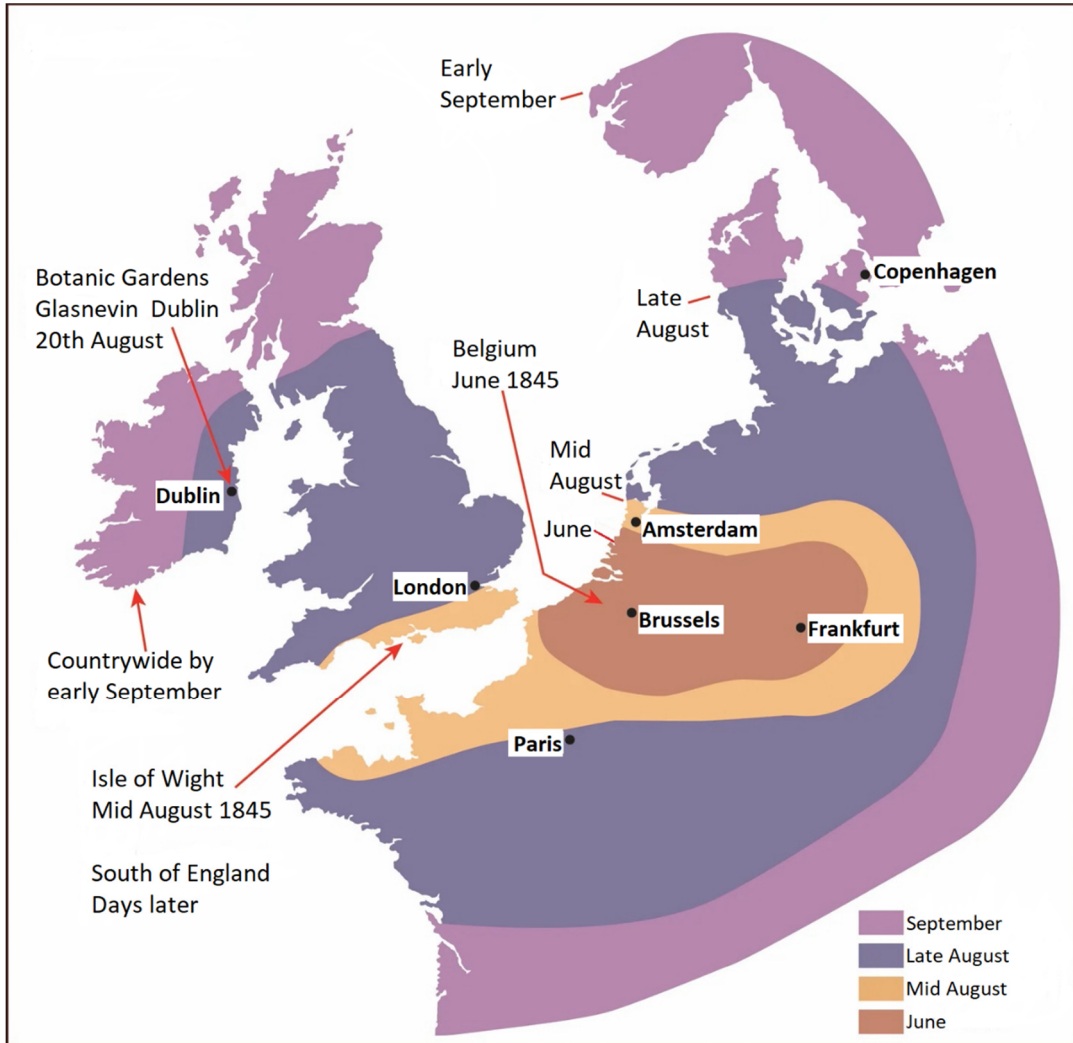 Early
September
Botanic Gardens
Glasnevin Dublin
20th August
Copenhagen
Late
August
Belgium
June 1845
Mid
August
Dublin
Amsterdam
June
London
Brussels
Frankfurt
Countrywide by
early September
Paris
Isle of Wight
Mid August 1845
South of England
Days later
September
Late August
Mid August
June